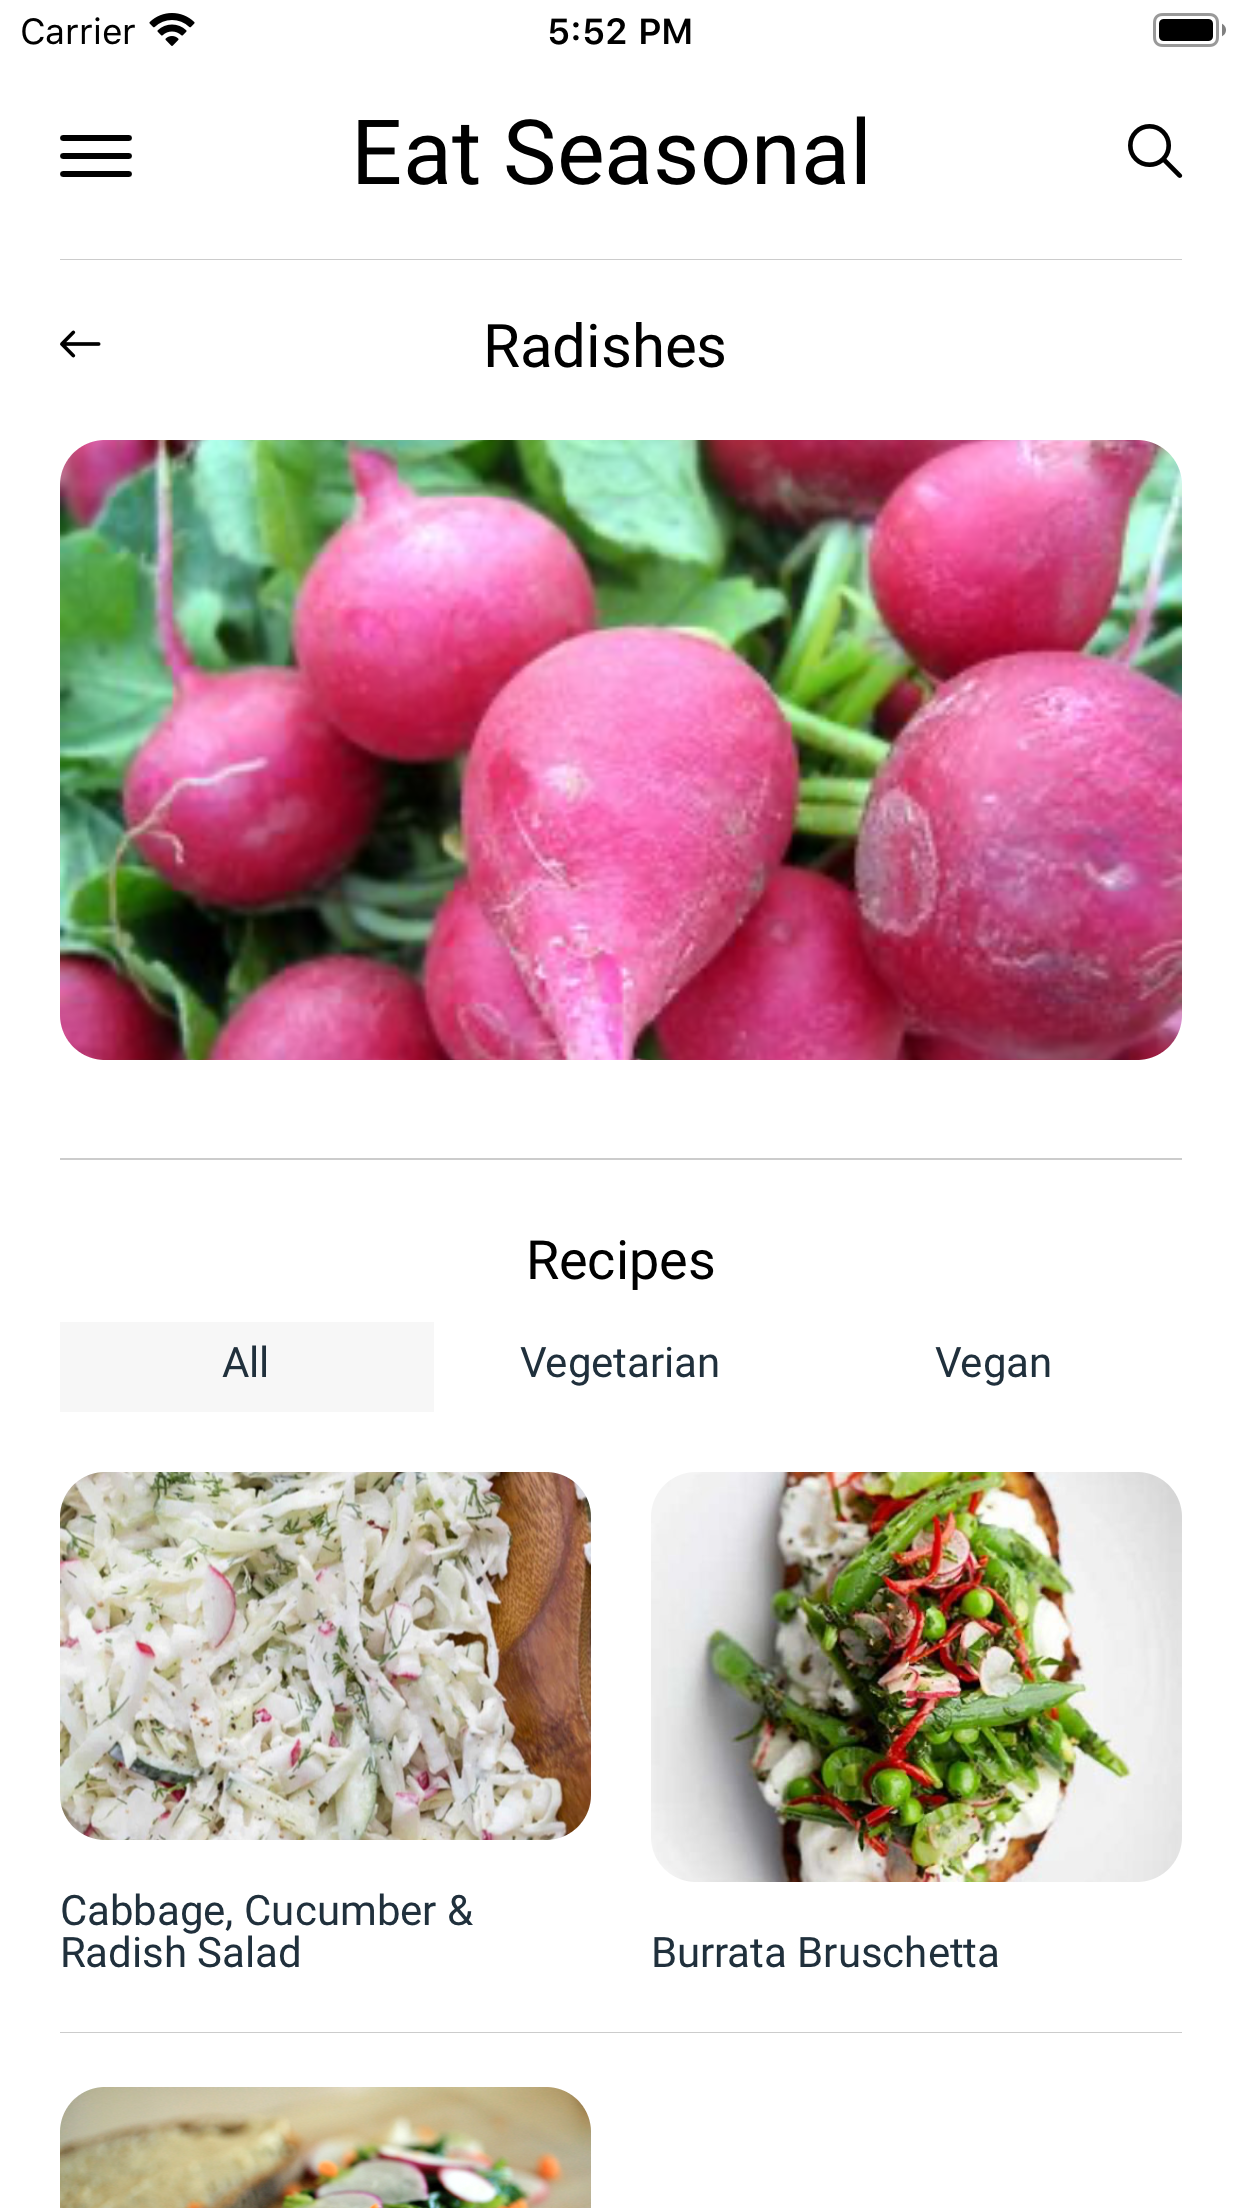 Carrier 5:52 PM
Eat Seasonal
Radishes
Recipes
All Vegetarian Vegan
Cabbage, Cucumber &
Radish Salad
Burrata Bruschetta